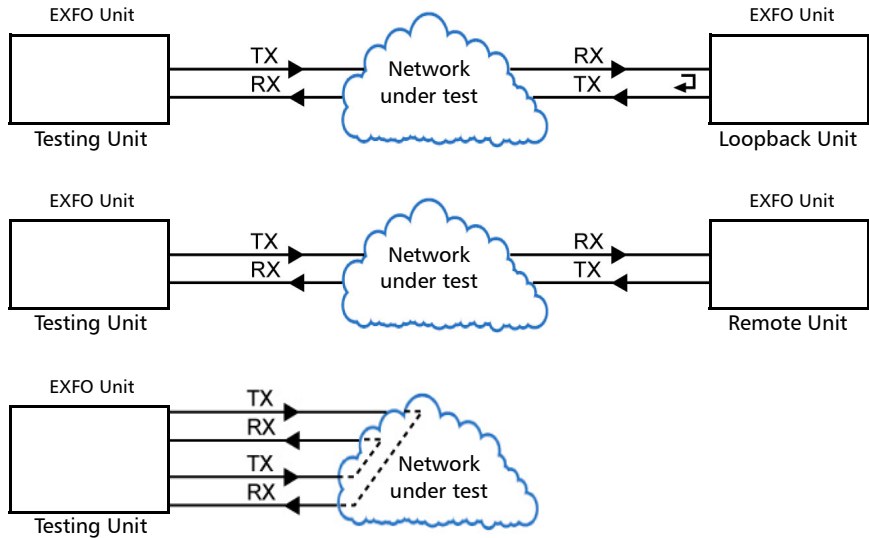 EXFO Unit
EXFO Unit
TX
RX
Network
under test
RX
TX
Testing Unit
Loopback Unit
EXFO Unit
EXFO Unit
TX
RX
Network
under test
RX
TX
Testing Unit
Remote Unit
EXFO Unit
TX
RX
TX
RX
Network
under test
Testing Unit